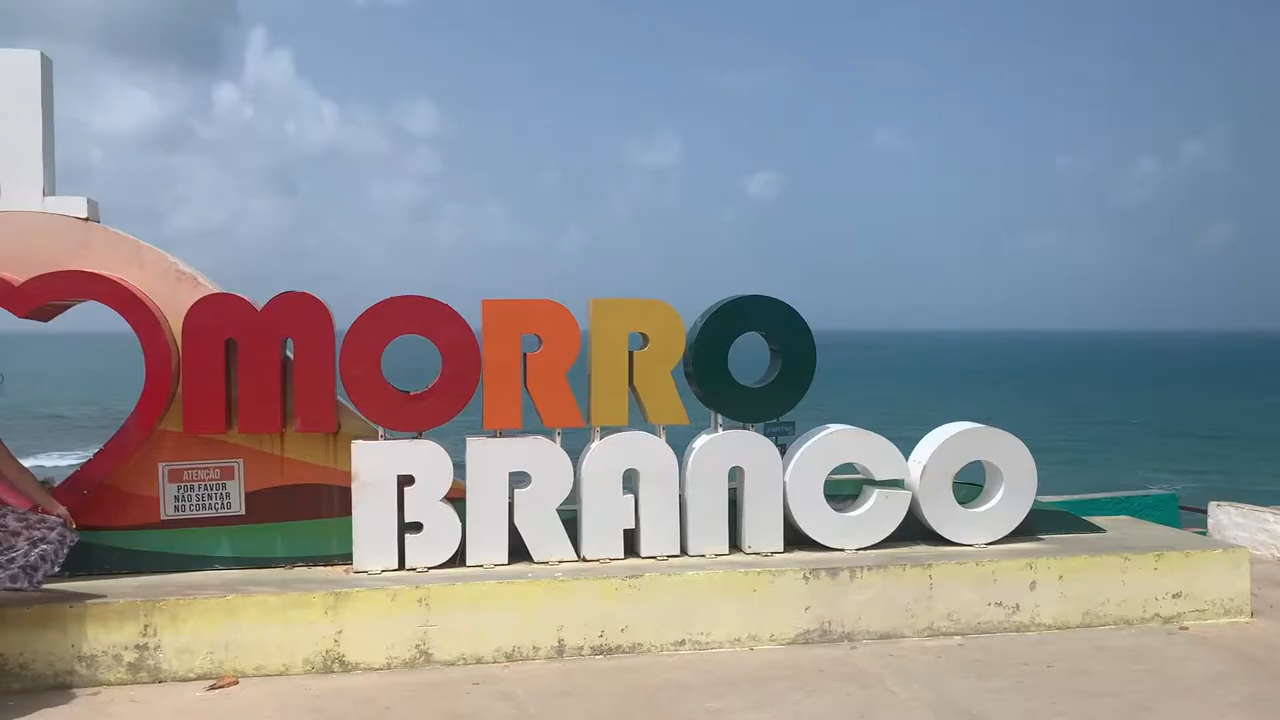 MORRO
BRANCO
ATENÇÃO
POR FAVOR
NÃO SENTAR
NO CORAÇÃO